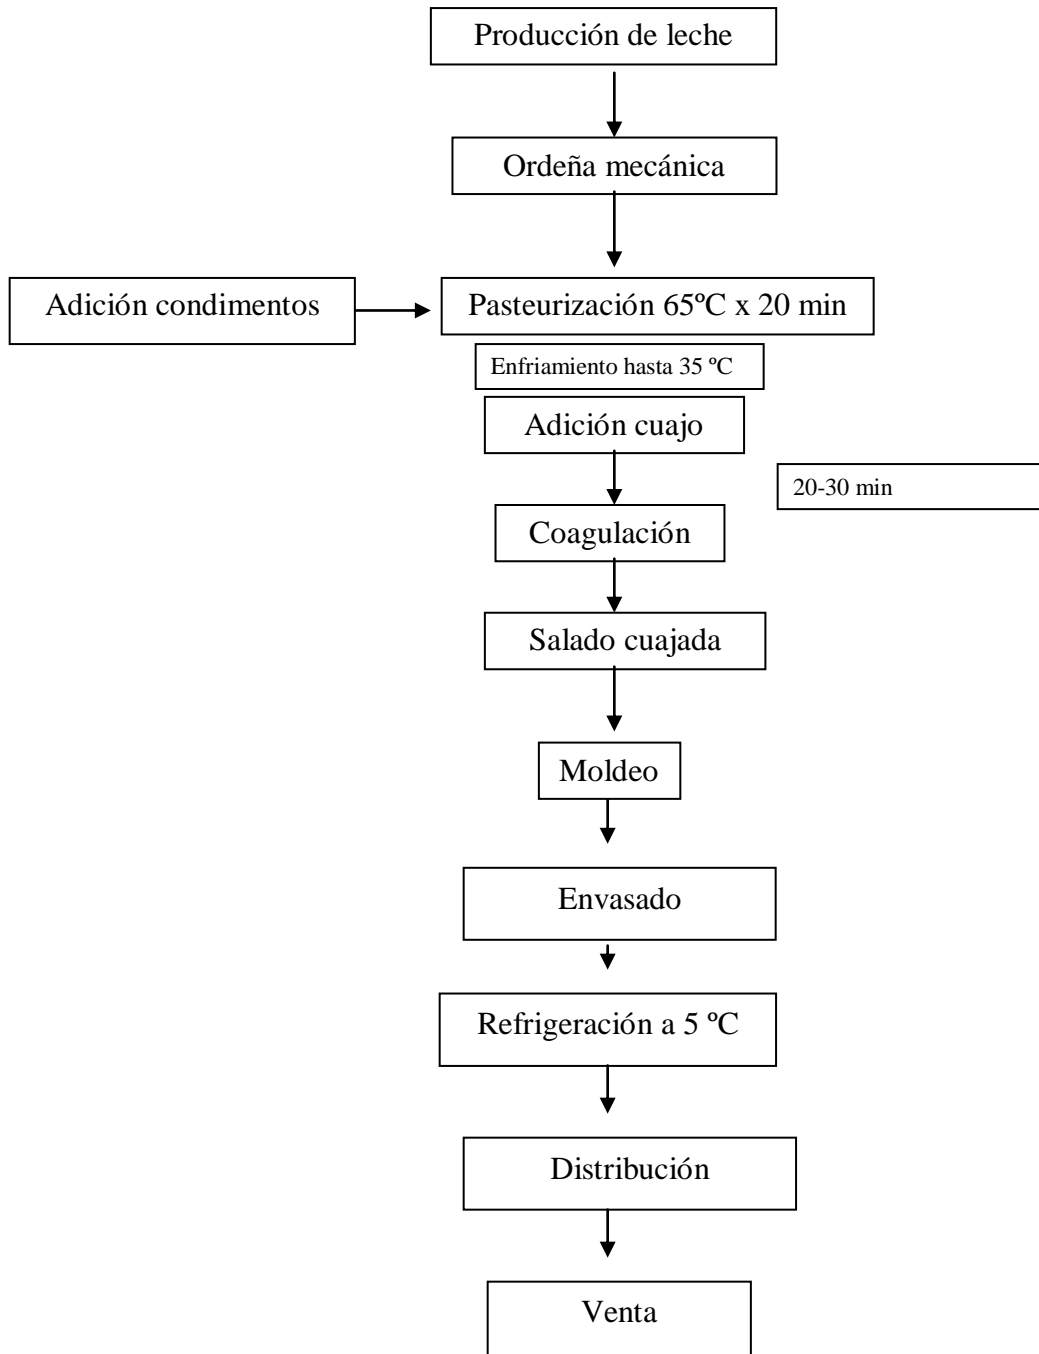 Producción de leche
Ordeña mecánica
Adición condimentos
Pasteurización 65ºC x 20 min
Enfriamiento hasta 35 ºC
Adición cuajo
20-30 min
Coagulación
Salado cuajada
Moldeo
Envasado
Refrigeración a 5 ºC
Distribución
Venta